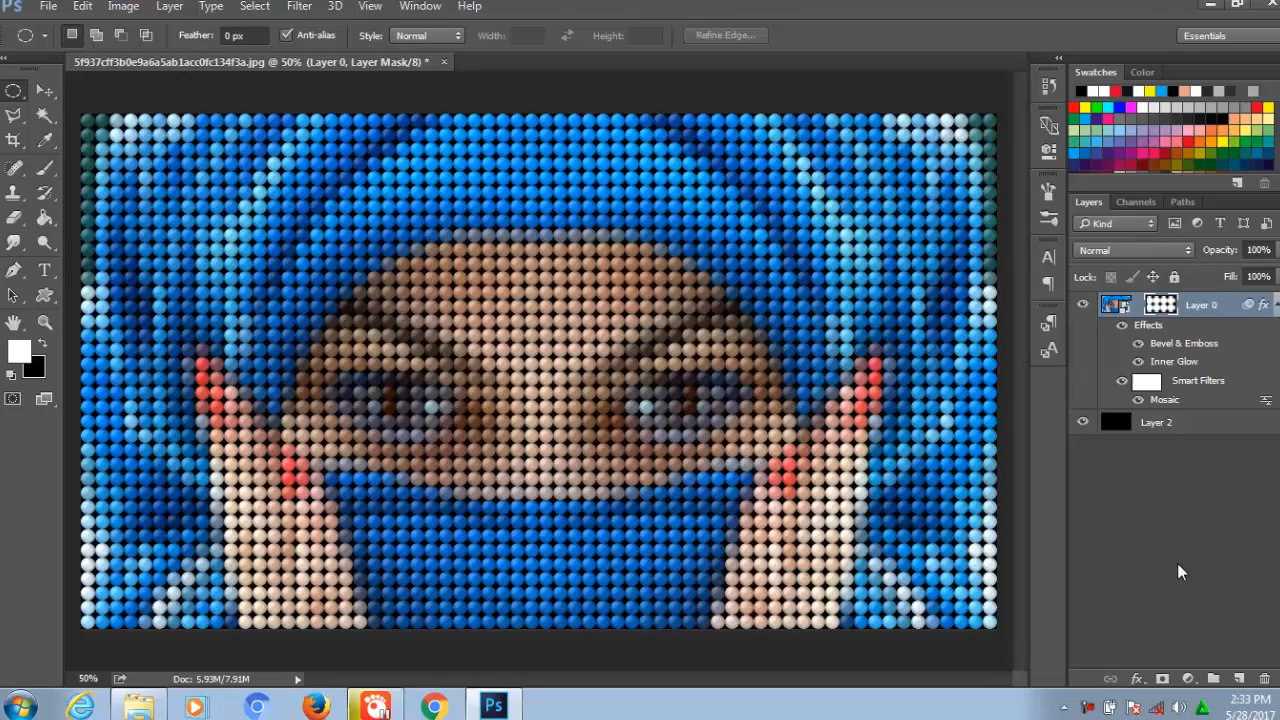 Ps File Edit Image Layer Type Select Filter 3D View Window Help
Feather: 0 px Anti-alias Style: Normal Width: Height: Refine Edge... Essentials
5f937cff3b0e9a6a5ab1acc0fc134f3a.jpg @ 50% (Layer 0, Layer Mask/8) *
Swatches Color
Layers Channels Paths
Kind
Normal Opacity: 100%
Lock: Fill: 100%
Layer 0 fx
Effects
Bevel & Emboss
Inner Glow
Smart Filters
Mosaic
Layer 2
50% Doc: 5.93M/7.91M
fx
Ps
2:33 PM
5/28/2017